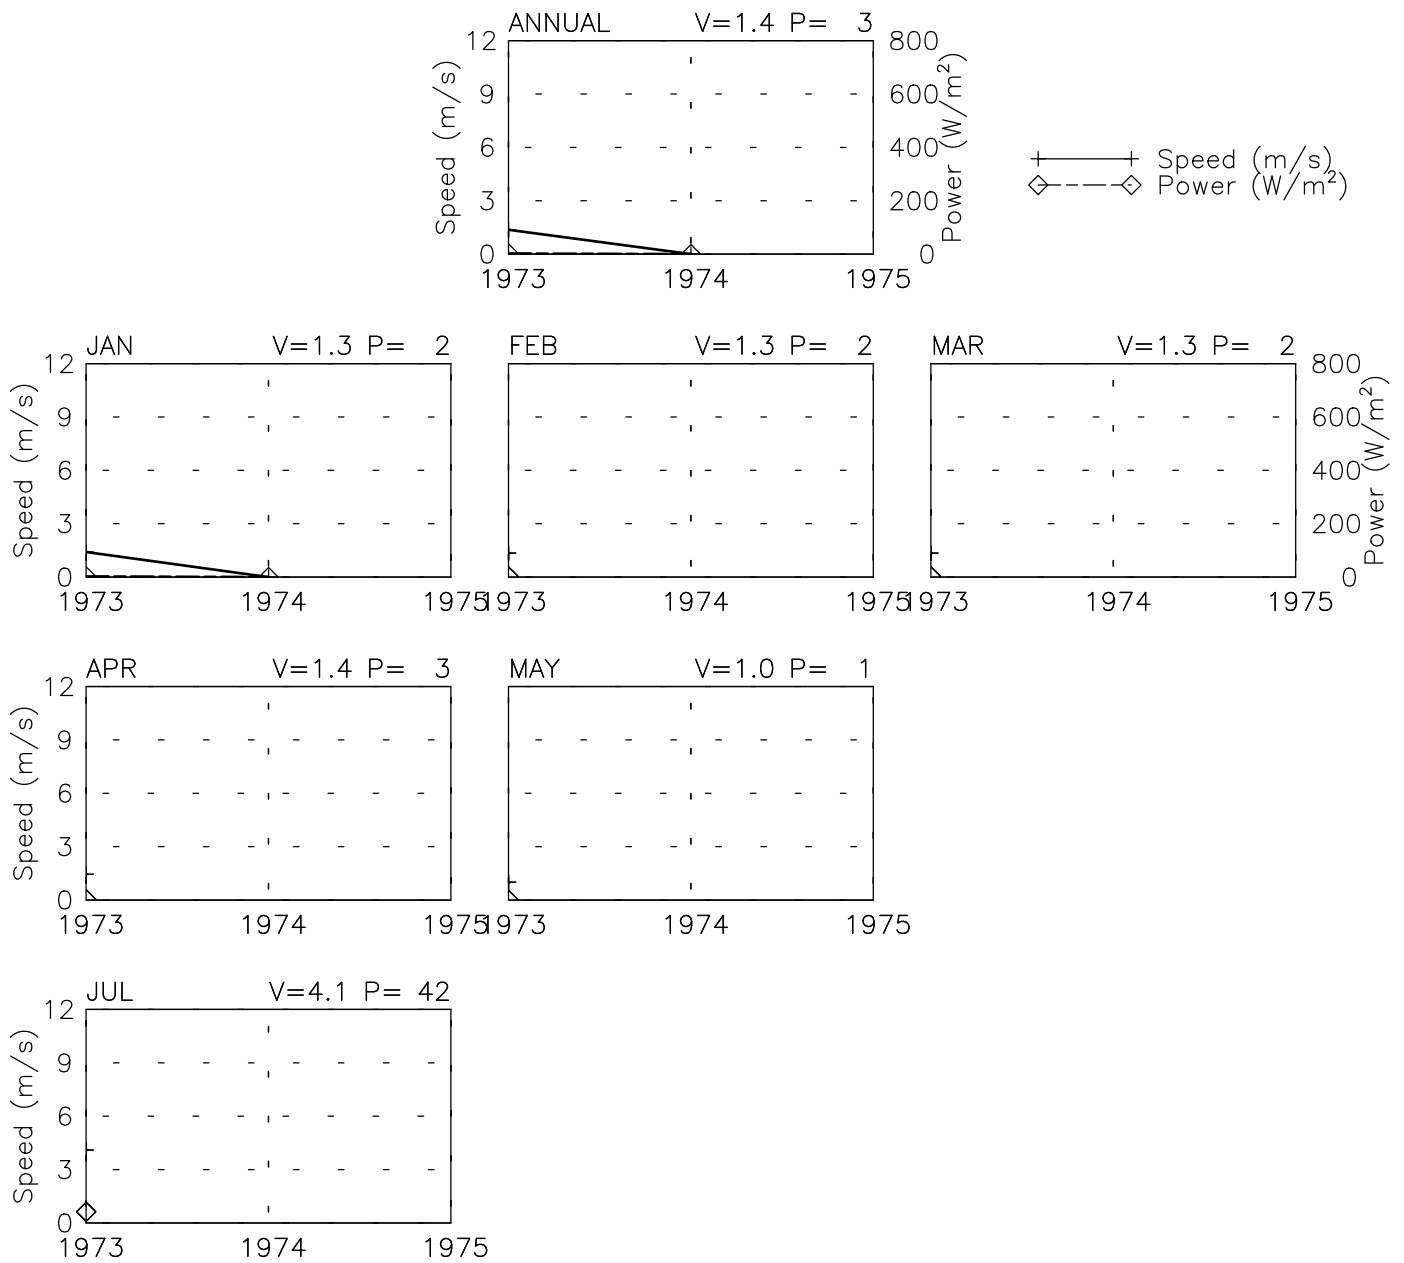 ANNUAL V=1.4 P= 3
12 800
9 600
6 400
3 200
0 0
Speed (m/s)
Power (W/m²)
1973 1974 1975
Speed (m/s)
Power (W/m²)
JAN V=1.3 P= 2
FEB V=1.3 P= 2
MAR V=1.3 P= 2
12 800
9 600
6 400
3 200
0 0
Speed (m/s)
Power (W/m²)
1973 1974 1975
1973 1974 1975
1973 1974 1975
APR V=1.4 P= 3
MAY V=1.0 P= 1
12
9
6
3
0
Speed (m/s)
1973 1974 1975
1973 1974 1975
JUL V=4.1 P= 42
12
9
6
3
0
Speed (m/s)
1973 1974 1975